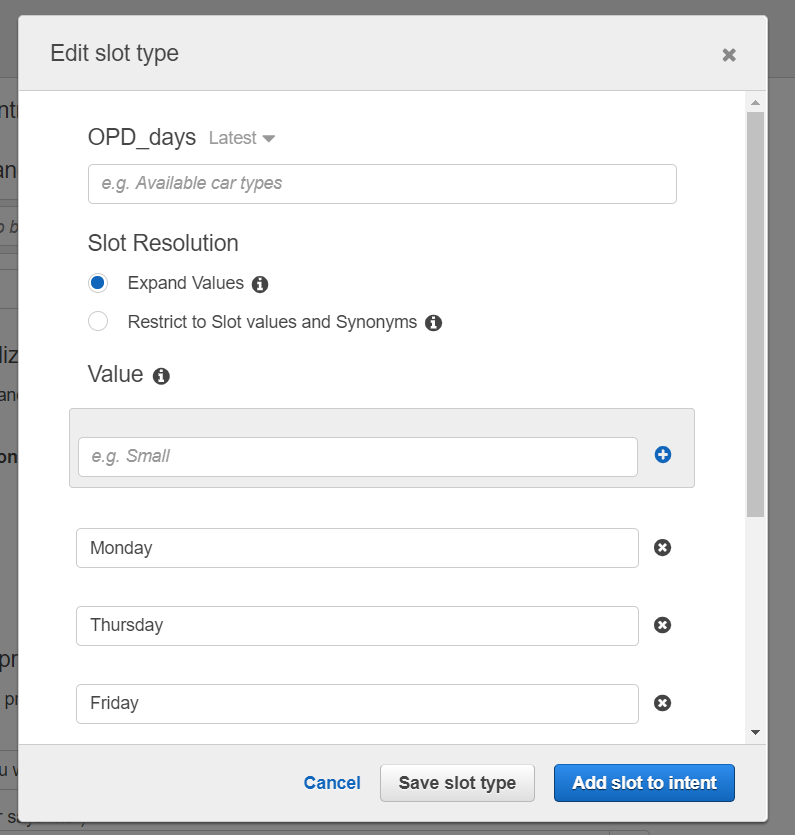 Edit slot type
OPD_days Latest
e.g. Available car types
Slot Resolution
Expand Values
Restrict to Slot values and Synonyms
Value
e.g. Small
Monday
Thursday
Friday
Cancel Save slot type Add slot to intent